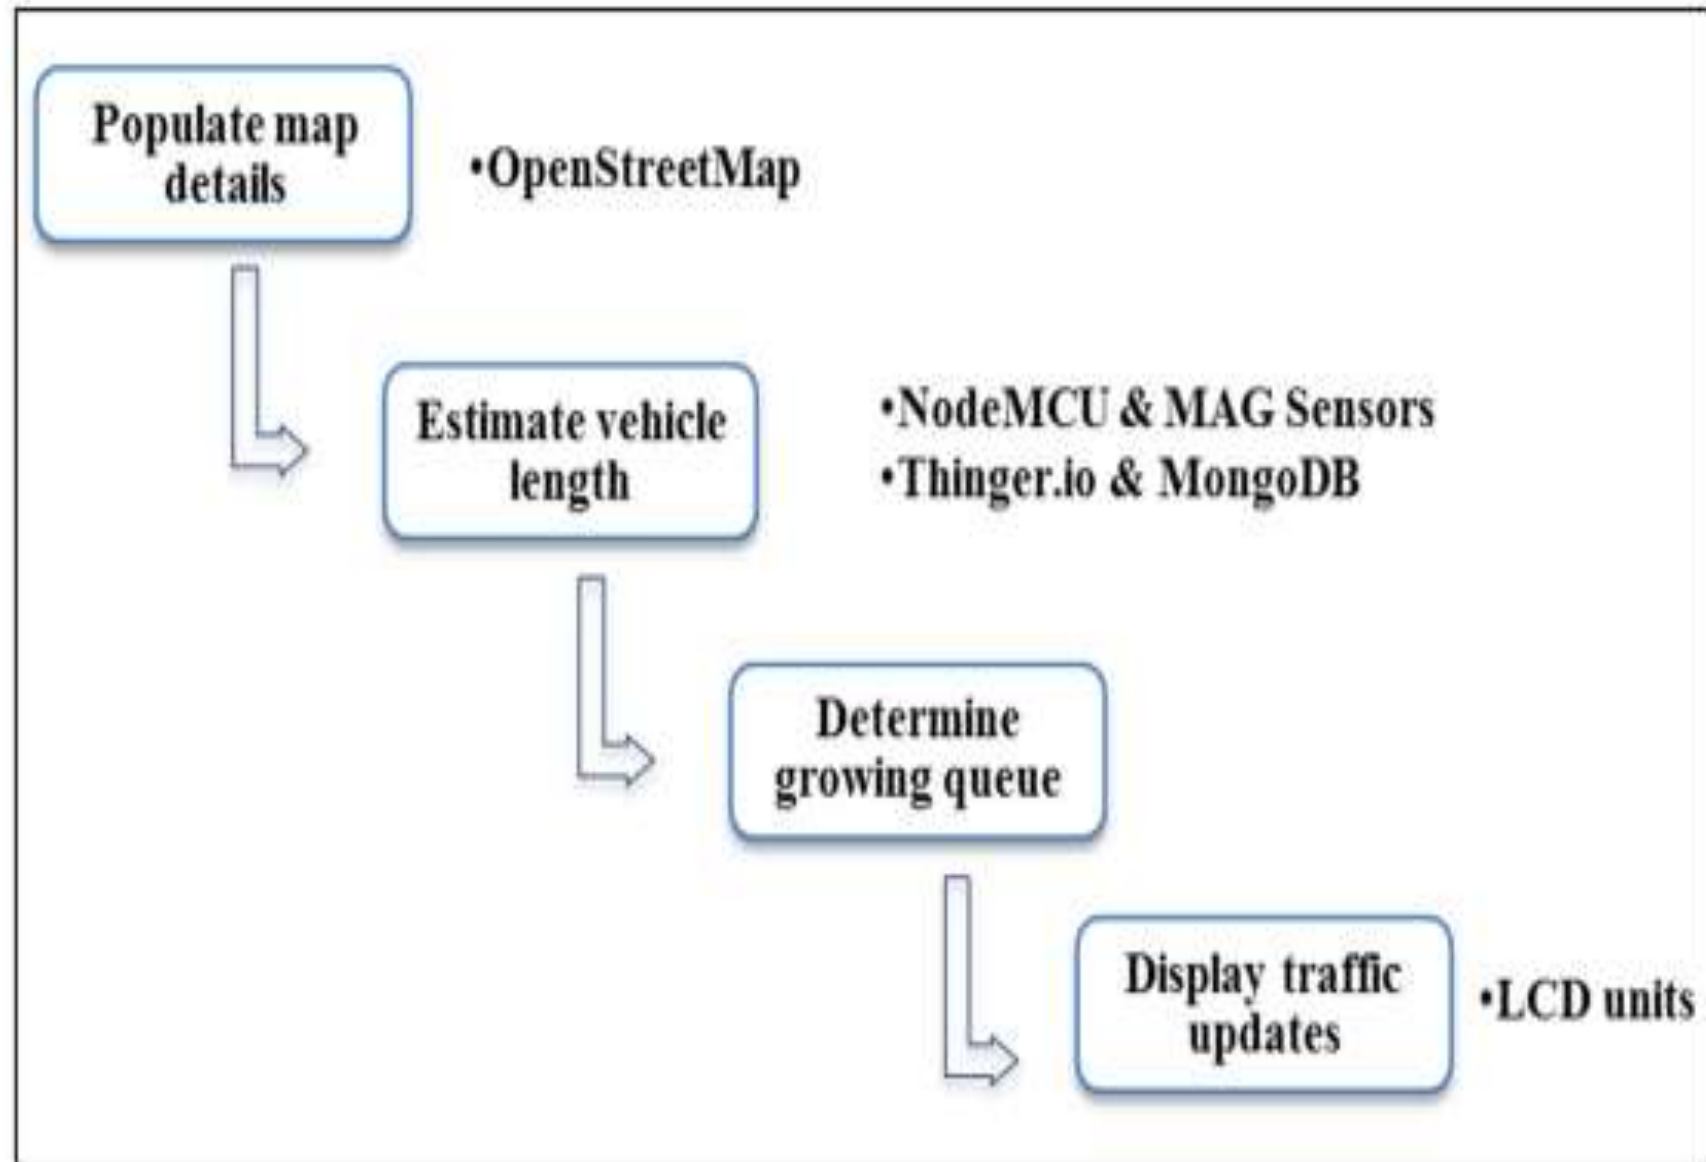 Populate map
details
•OpenStreetMap
Estimate vehicle
length
•NodeMCU & MAG Sensors
•Thinger.io & MongoDB
Determine
growing queue
Display traffic
updates
•LCD units